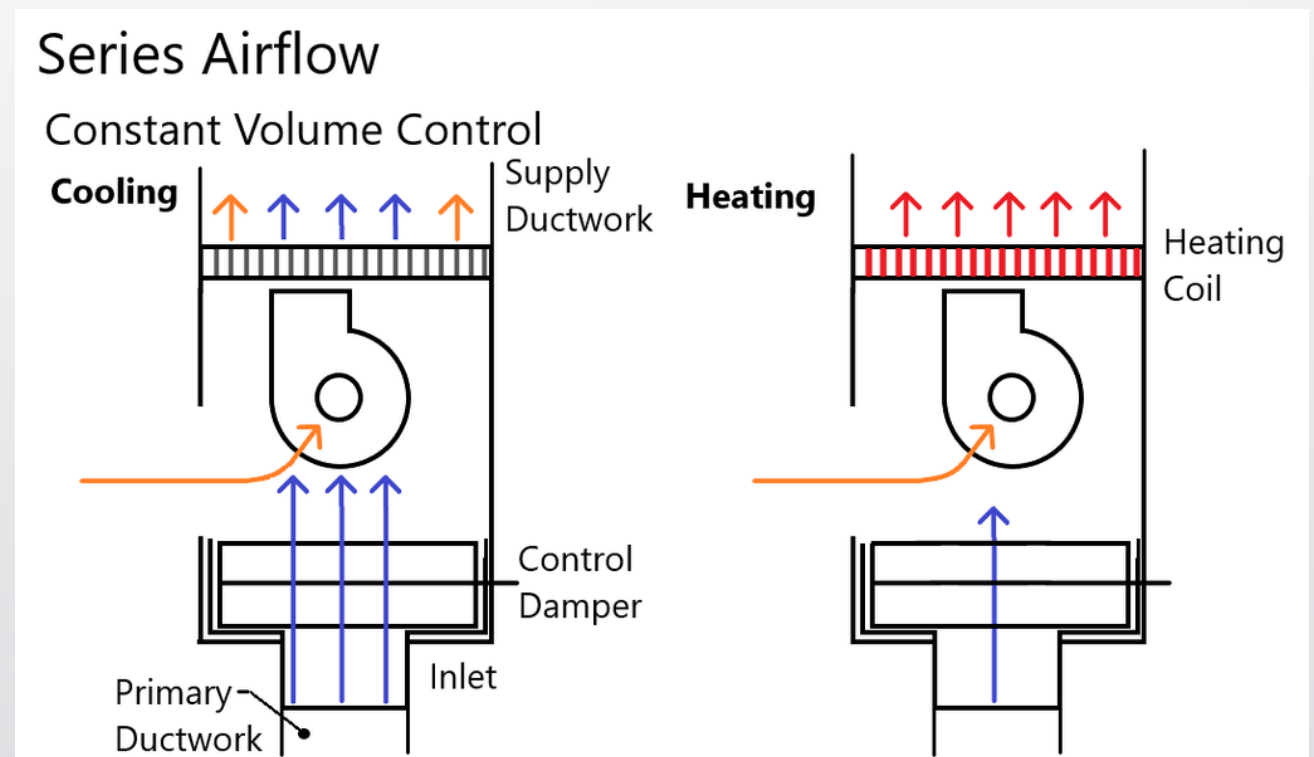 Series Airflow
Constant Volume Control
Cooling
Supply
Ductwork
Heating
Heating
Coil
Control
Damper
Inlet
Primary
Ductwork